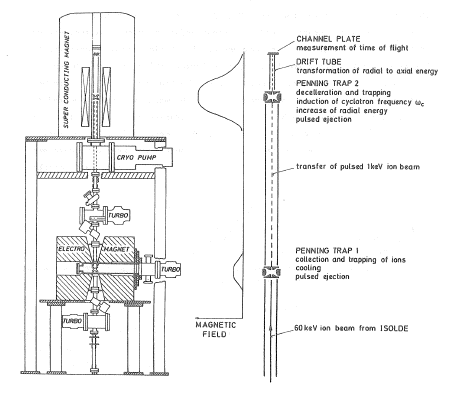 SUPER CONDUCTING MAGNET
CRYO PUMP
TURBO
ELECTRO MAGNET
TURBO
TURBO
MAGNETIC
FIELD
CHANNEL PLATE
measurement of time of flight
DRIFT TUBE
transformation of radial to axial energy
PENNING TRAP 2
decelleration and trapping
induction of cyclotron frequency ωc
increase of radial energy
pulsed ejection
transfer of pulsed 1keV ion beam
PENNING TRAP 1
collection and trapping of ions
cooling
pulsed ejection
60 keV ion beam from ISOLDE